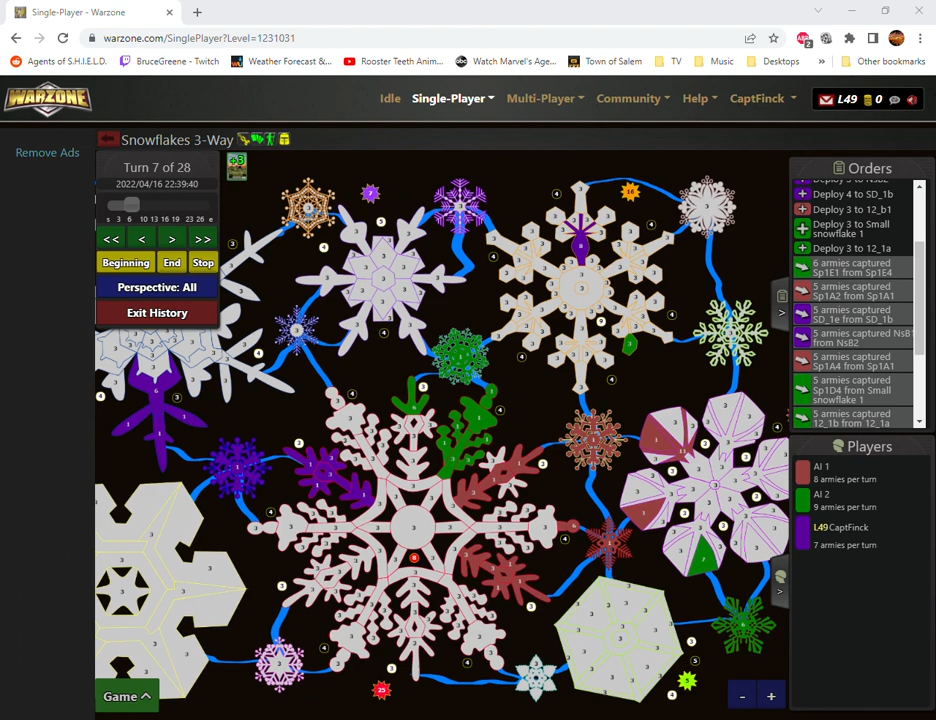 Single-Player - Warzone
warzone.com/SinglePlayer?Level=1231031
2
Agents of S.H.I.E.L.D.
BruceGreene - Twitch
Weather Forecast &...
Rooster Teeth Anim...
Watch Marvel's Age...
Town of Salem
TV
Music
Desktops
»
Other bookmarks
WARZONE
Idle
Single-Player
Multi-Player
Community
Help
CaptFinck
L49
0
Remove Ads
Snowflakes 3-Way
Turn 7 of 28
2022/04/16 22:39:40
s 3 6 10 13 16 19 23 26 e
<< < > >>
Beginning End Stop
Perspective: All
Exit History
+3
Orders
Deploy 4 to SD_1b
Deploy 3 to 12_b1
Deploy 3 to Small
snowflake 1
Deploy 3 to 12_1a
6 armies captured
Sp1E1 from Sp1E4
5 armies captured
Sp1A2 from Sp1A1
5 armies captured
SD_1e from SD_1b
5 armies captured NsB1
from NsB2
5 armies captured
Sp1A4 from Sp1A1
5 armies captured
Sp1D4 from Small
snowflake 1
5 armies captured
12_1b from 12_1a
Players
AI 1
8 armies per turn
AI 2
9 armies per turn
L49 CaptFinck
7 armies per turn
Game
- +